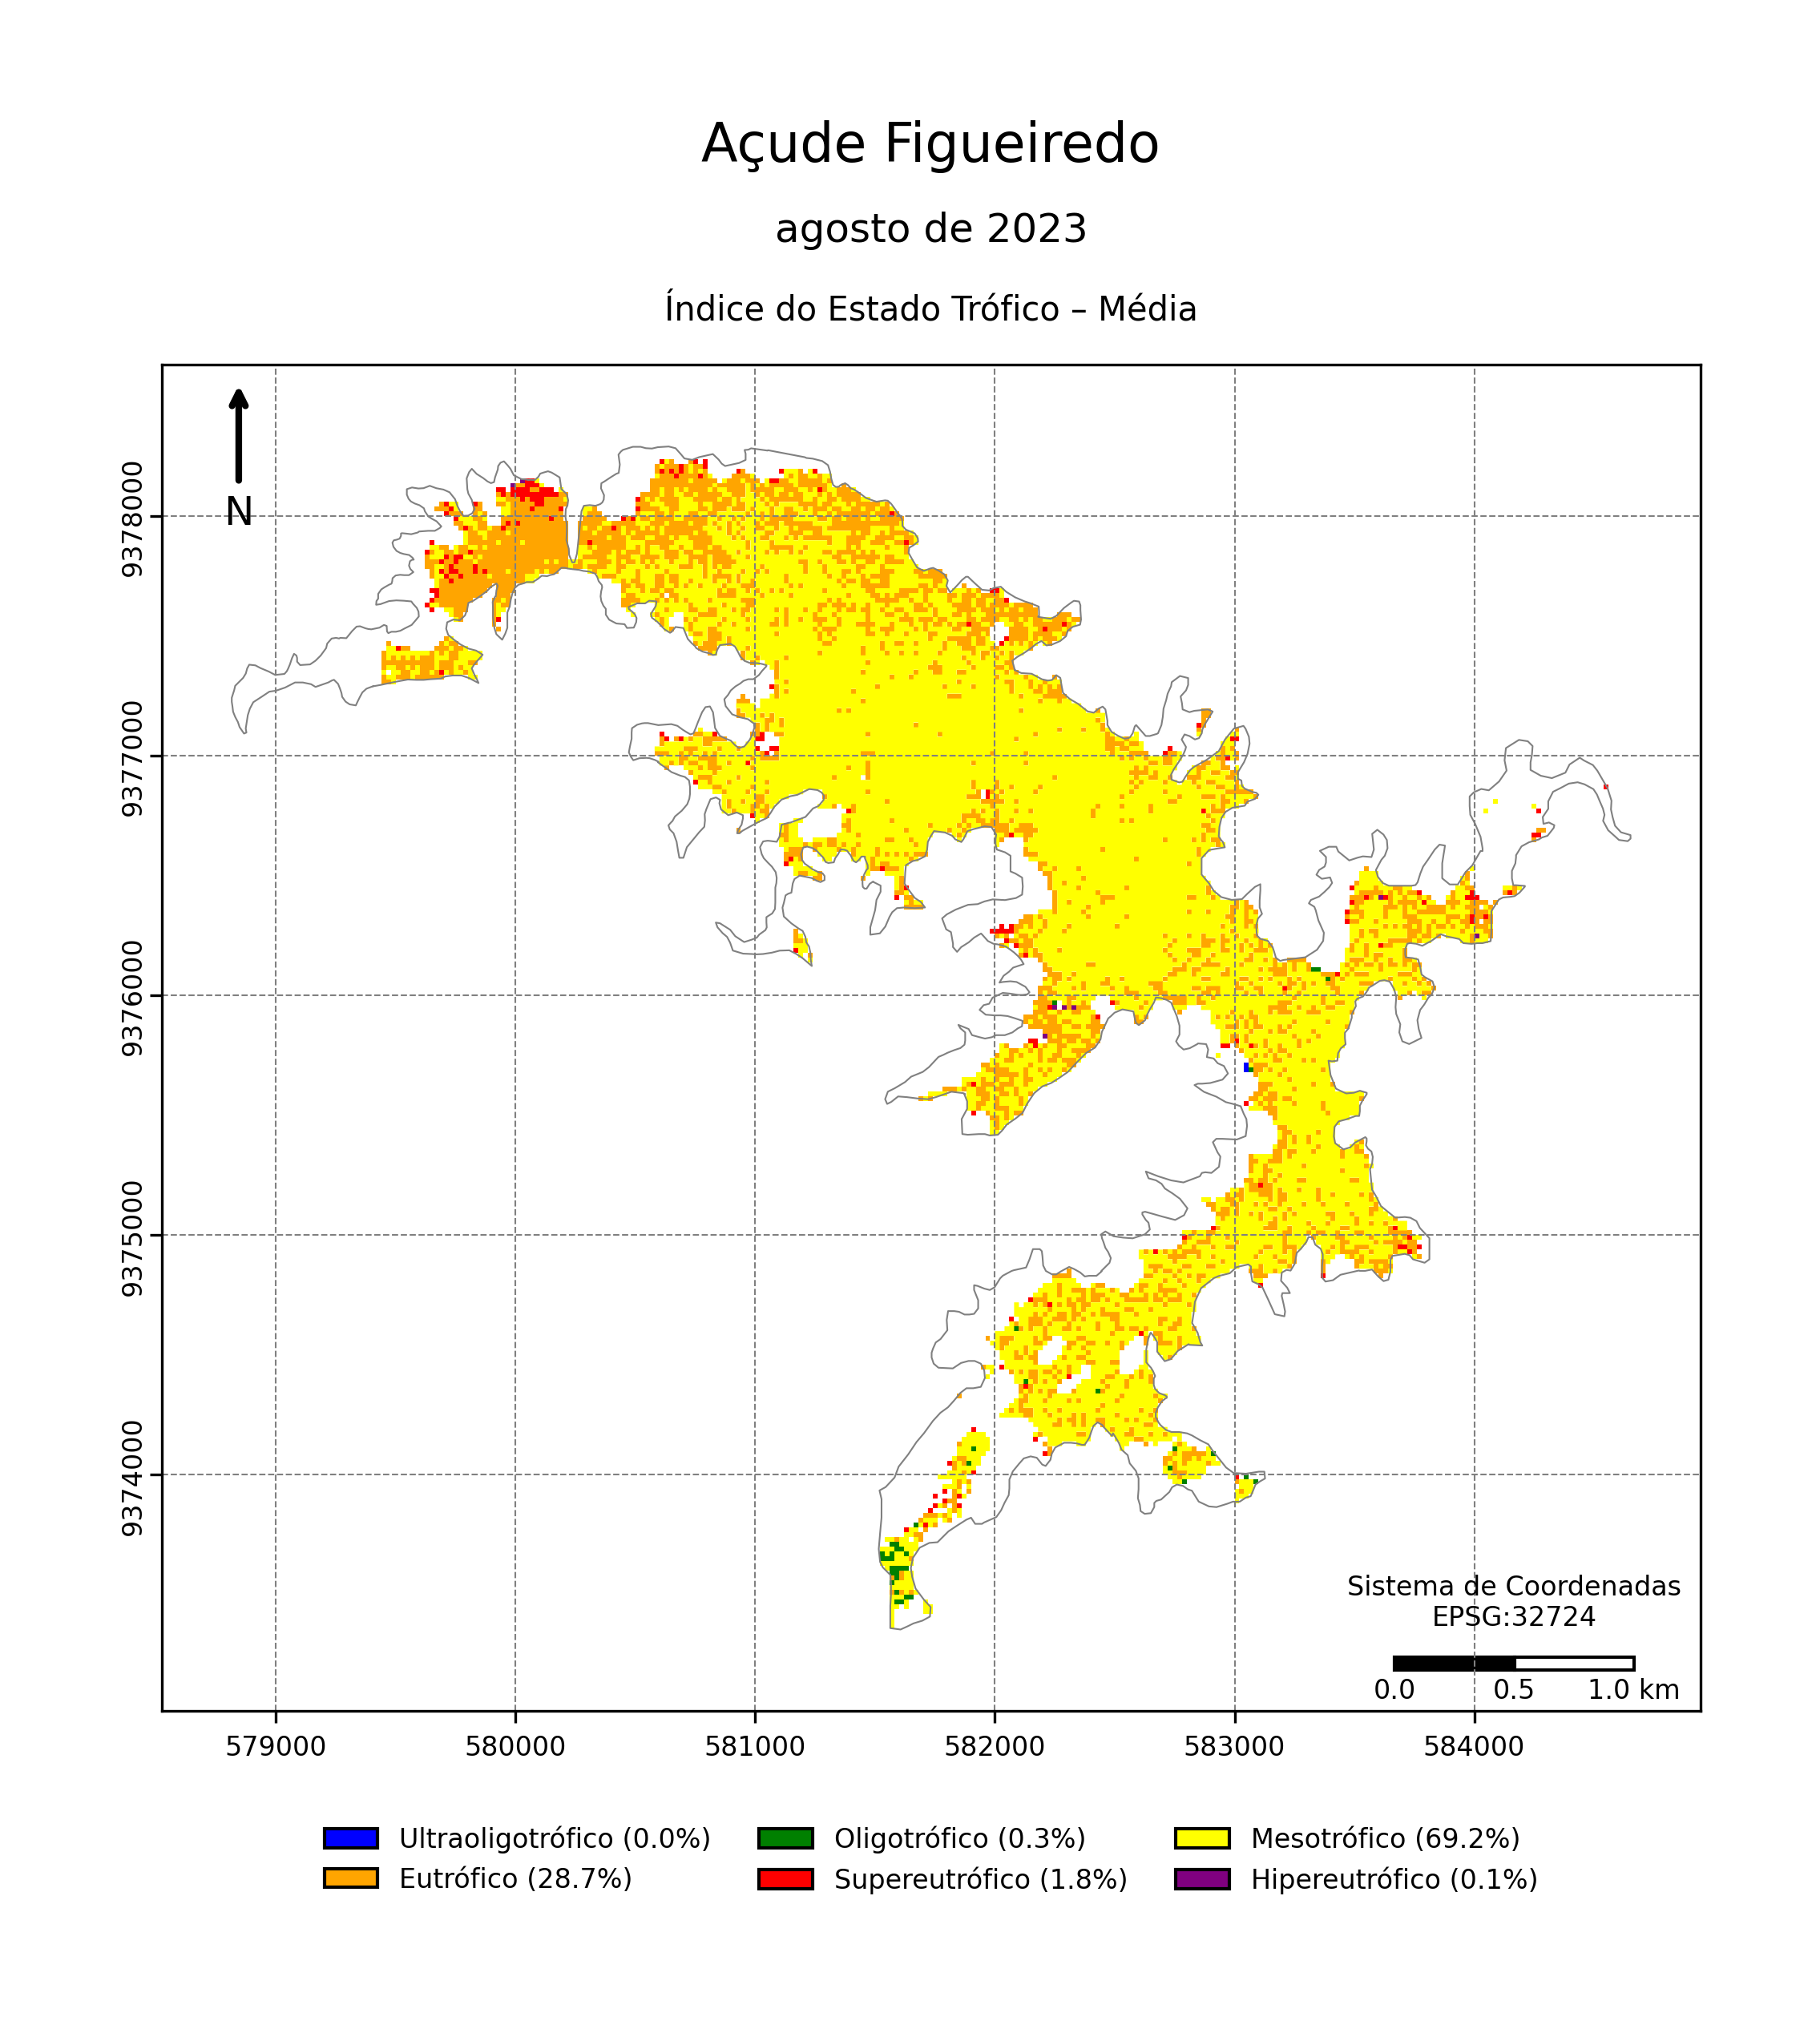 Açude Figueiredo
agosto de 2023
Índice do Estado Trófico – Média
N
9378000
9377000
9376000
9375000
9374000
Sistema de Coordenadas
EPSG:32724
0.0 0.5 1.0 km
579000 580000 581000 582000 583000 584000
Ultraoligotrófico (0.0%) Oligotrófico (0.3%) Mesotrófico (69.2%)
Eutrófico (28.7%) Supereutrófico (1.8%) Hipereutrófico (0.1%)